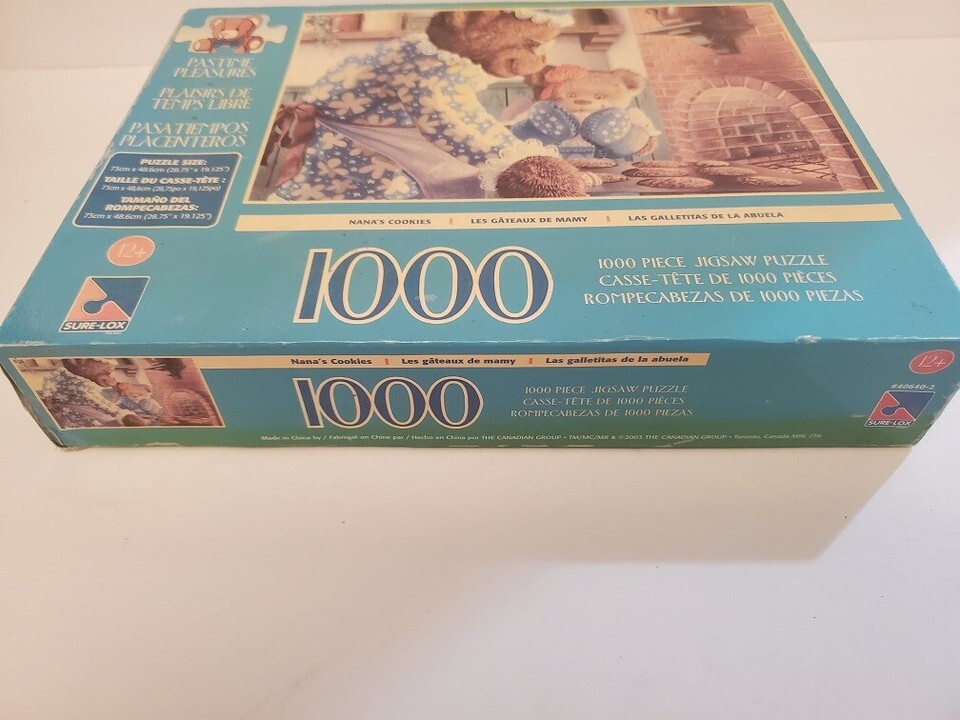 PASTIME
PLEASURES
PLAISIRS DE
TEMPS LIBRE
PASATIEMPOS
PLACENTEROS
PUZZLE SIZE:
73cm x 48.6cm (28.75" x 19.125")
TAILLE DU CASSE-TÊTE :
73cm x 48,6cm (28,75po x 19,125po)
TAMAÑO DEL
ROMPECABEZAS:
73cm x 48.6cm (28.75" x 19.125")
NANA'S COOKIES | LES GÂTEAUX DE MAMY | LAS GALLETITAS DE LA ABUELA
12+
SURE-LOX
1000
1000 PIECE JIGSAW PUZZLE
CASSE-TÊTE DE 1000 PIÈCES
ROMPECABEZAS DE 1000 PIEZAS
Nana's Cookies | Les gâteaux de mamy | Las galletitas de la abuela
1000
1000 PIECE JIGSAW PUZZLE
CASSE-TÊTE DE 1000 PIÈCES
ROMPECABEZAS DE 1000 PIEZAS
12+
#40640-2
SURE-LOX
Made in China by / Fabriqué en Chine par / Hecho en China por THE CANADIAN GROUP • TM/MC/MR & ©2003 THE CANADIAN GROUP • Toronto, Canada